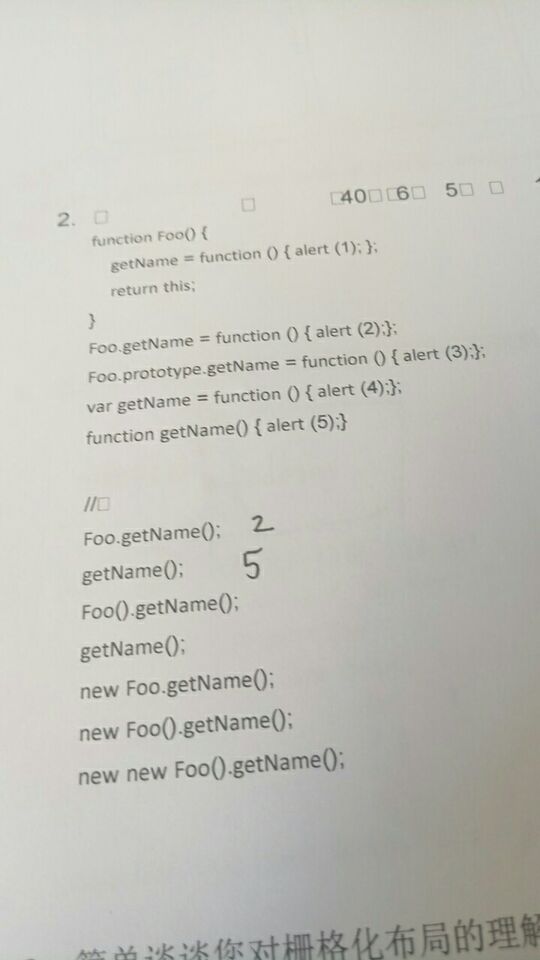 2. □ □ □40□□6□ 5□ □
function Foo() {
getName = function () { alert (1); };
return this;
}
Foo.getName = function () { alert (2);};
Foo.prototype.getName = function () { alert (3);};
var getName = function () { alert (4);};
function getName() { alert (5);}
//□
Foo.getName(); 2
getName(); 5
Foo().getName();
getName();
new Foo.getName();
new Foo().getName();
new new Foo().getName();
简单谈谈你对栅格化布局的理解